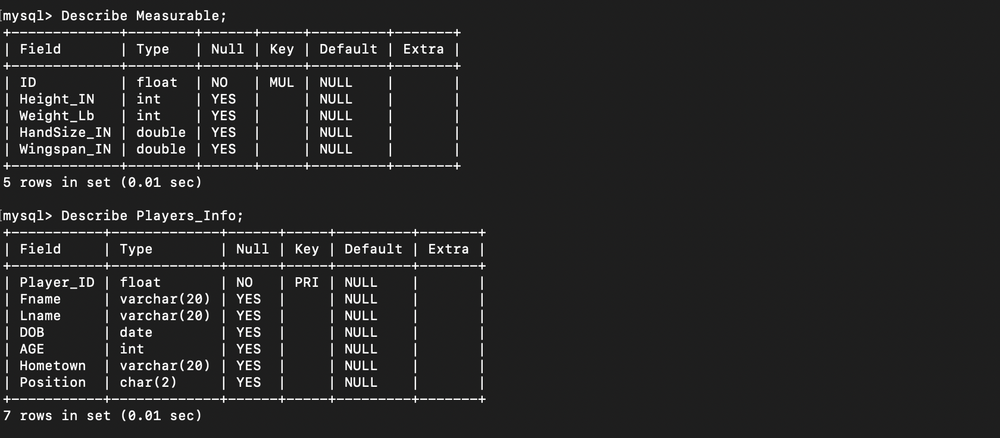 [mysql> Describe Measurable;
+-------------+--------+------+-----+---------+-------+
| Field       | Type   | Null | Key | Default | Extra |
+-------------+--------+------+-----+---------+-------+
| ID          | float  | NO   | MUL | NULL    |       |
| Height_IN   | int    | YES  |     | NULL    |       |
| Weight_Lb   | int    | YES  |     | NULL    |       |
| HandSize_IN | double | YES  |     | NULL    |       |
| Wingspan_IN | double | YES  |     | NULL    |       |
+-------------+--------+------+-----+---------+-------+
5 rows in set (0.01 sec)

[mysql> Describe Players_Info;
+-----------+-------------+------+-----+---------+-------+
| Field     | Type        | Null | Key | Default | Extra |
+-----------+-------------+------+-----+---------+-------+
| Player_ID | float       | NO   | PRI | NULL    |       |
| Fname     | varchar(20) | YES  |     | NULL    |       |
| Lname     | varchar(20) | YES  |     | NULL    |       |
| DOB       | date        | YES  |     | NULL    |       |
| AGE       | int         | YES  |     | NULL    |       |
| Hometown  | varchar(20) | YES  |     | NULL    |       |
| Position  | char(2)     | YES  |     | NULL    |       |
+-----------+-------------+------+-----+---------+-------+
7 rows in set (0.01 sec)